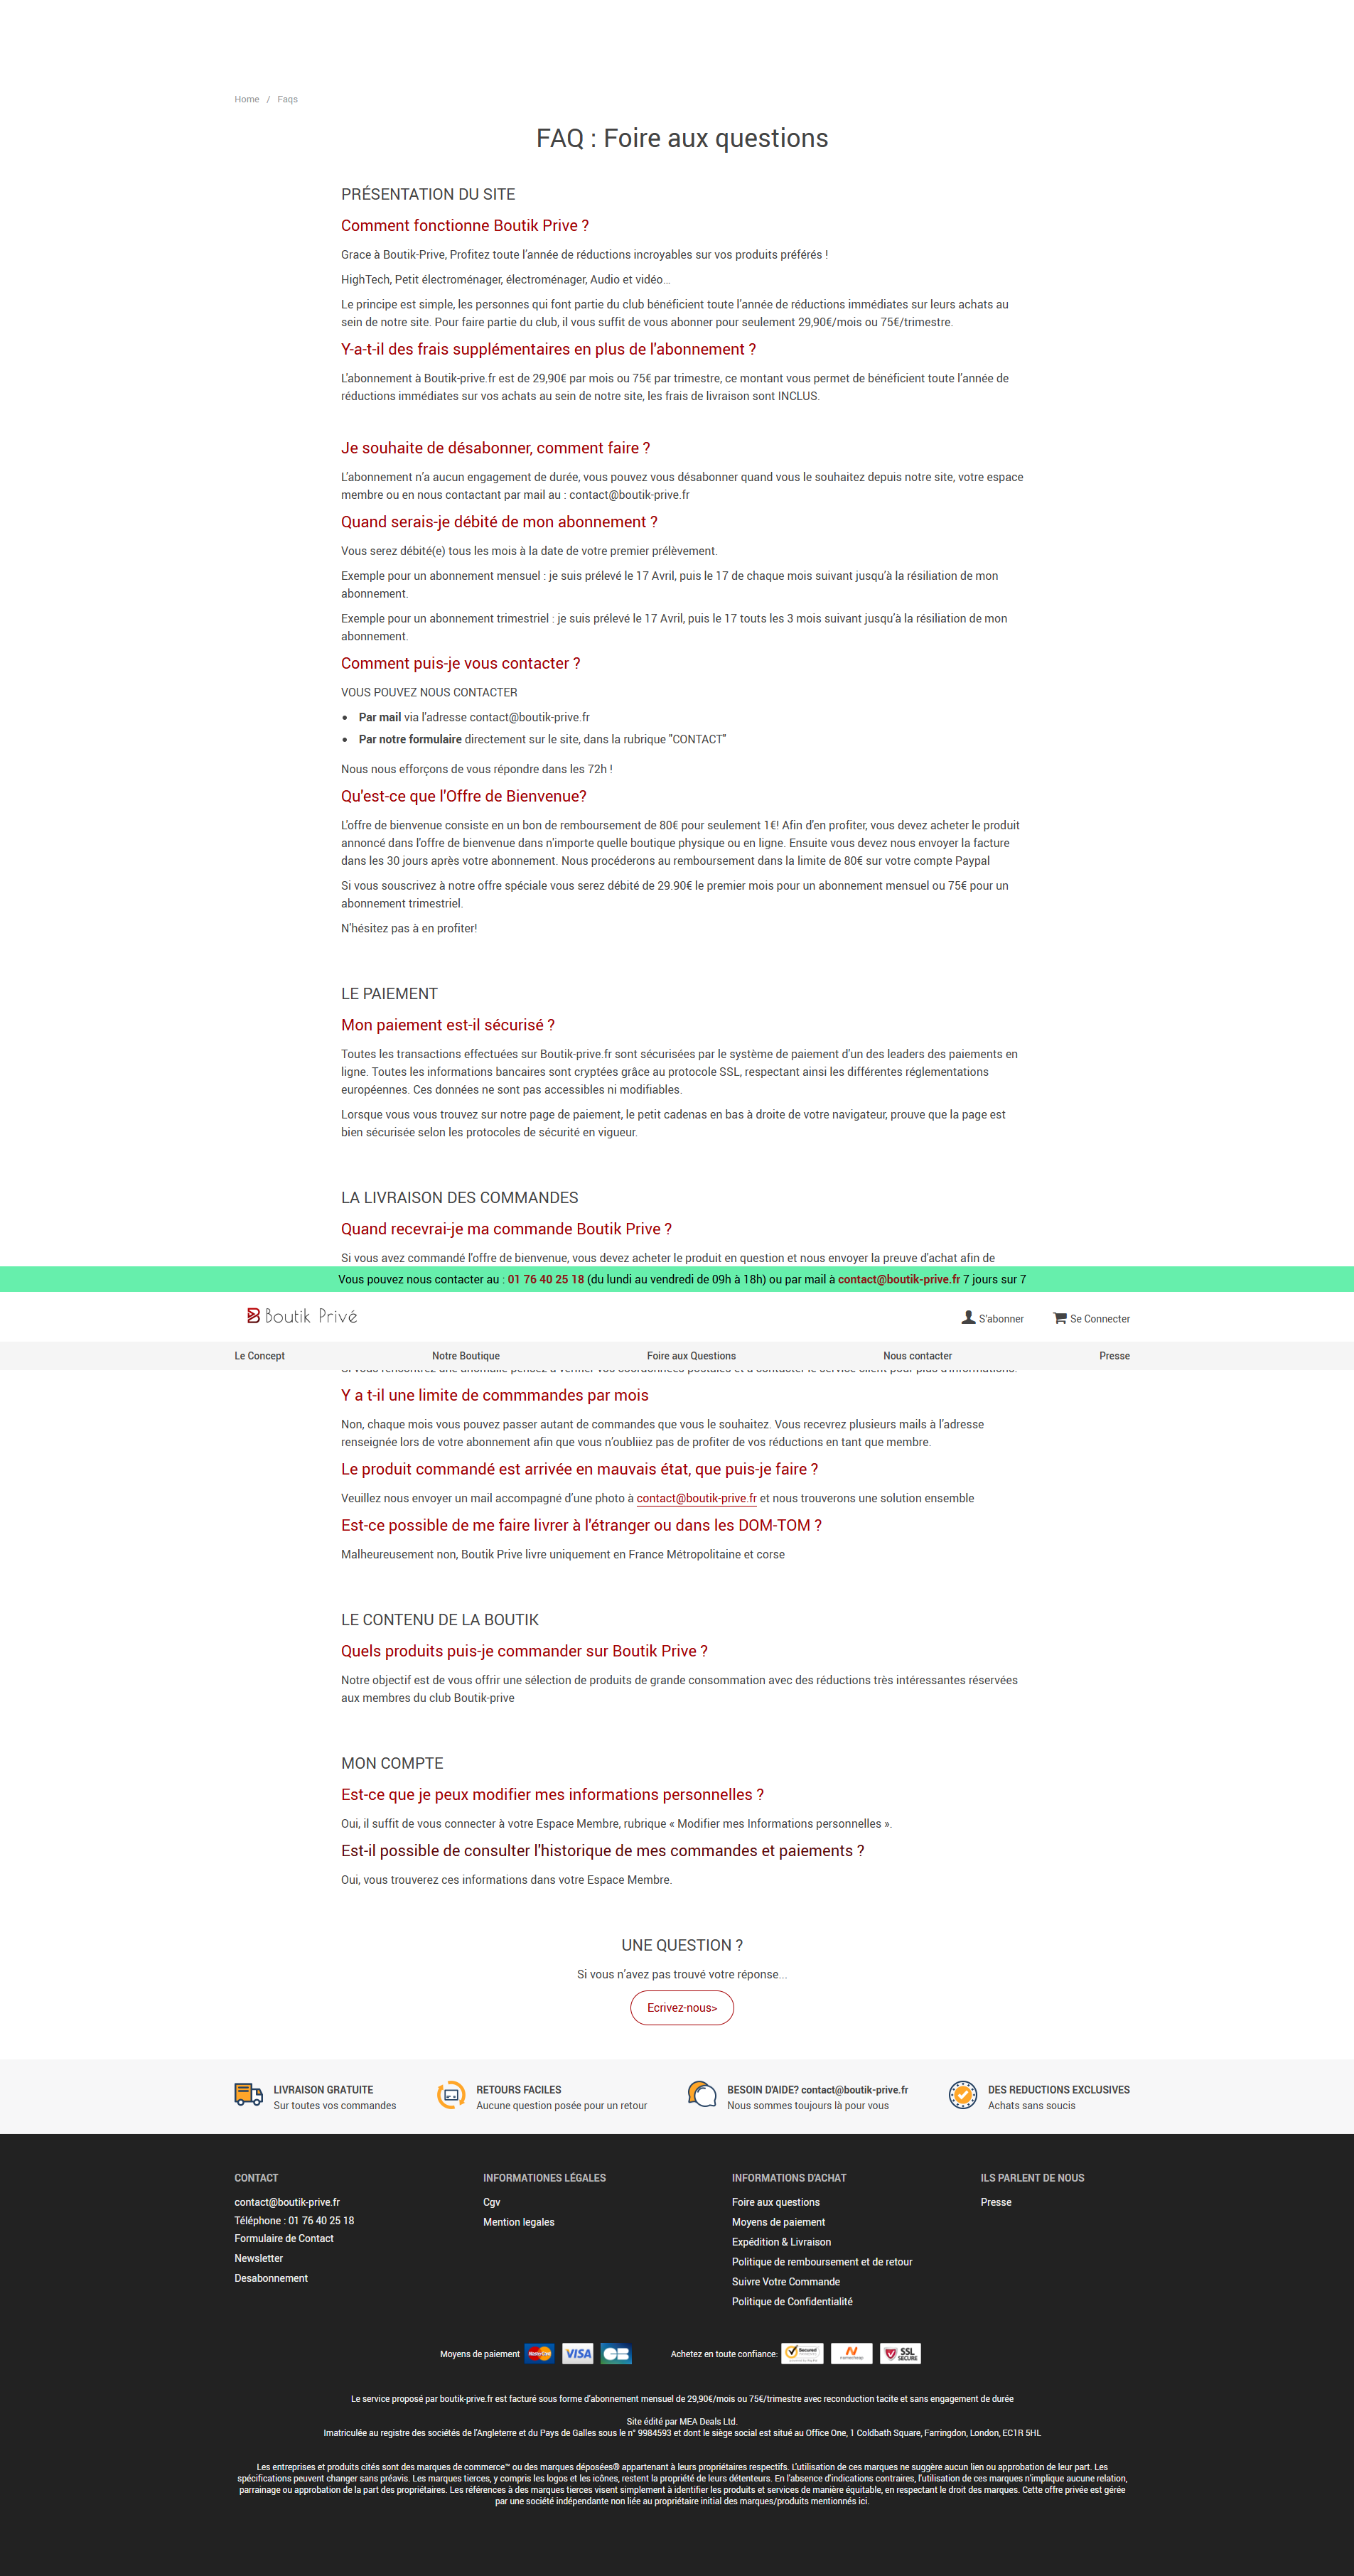 Home / Faqs
FAQ : Foire aux questions
PRÉSENTATION DU SITE
Comment fonctionne Boutik Prive ?
Grace à Boutik-Prive, Profitez toute l’année de réductions incroyables sur vos produits préférés !
HighTech, Petit électroménager, électroménager, Audio et vidéo…
Le principe est simple, les personnes qui font partie du club bénéficient toute l’année de réductions immédiates sur leurs achats au
sein de notre site. Pour faire partie du club, il vous suffit de vous abonner pour seulement 29,90€/mois ou 75€/trimestre.
Y-a-t-il des frais supplémentaires en plus de l'abonnement ?
L'abonnement à Boutik-prive.fr est de 29,90€ par mois ou 75€ par trimestre, ce montant vous permet de bénéficient toute l’année de
réductions immédiates sur vos achats au sein de notre site, les frais de livraison sont INCLUS.
Je souhaite de désabonner, comment faire ?
L’abonnement n’a aucun engagement de durée, vous pouvez vous désaboner quand vous le souhaitez depuis notre site, votre espace
membre ou en nous contactant par mail au : contact@boutik-prive.fr
Quand serais-je débité de mon abonnement ?
Vous serez débité(e) tous les mois à la date de votre premier prélèvement.
Exemple pour un abonnement mensuel : je suis prélevé le 17 Avril, puis le 17 de chaque mois suivant jusqu’à la résiliation de mon
abonnement.
Exemple pour un abonnement trimestriel : je suis prélevé le 17 Avril, puis le 17 touts les 3 mois suivant jusqu’à la résiliation de mon
abonnement.
Comment puis-je vous contacter ?
VOUS POUVEZ NOUS CONTACTER
• Par mail via l'adresse contact@boutik-prive.fr
• Par notre formulaire directement sur le site, dans la rubrique "CONTACT"
Nous nous efforçons de vous répondre dans les 72h !
Qu'est-ce que l'Offre de Bienvenue?
L'offre de bienvenue consiste en un bon de remboursement de 80€ pour seulement 1€! Afin d'en profiter, vous devez acheter le produit
annoncé dans l'offre de bienvenue dans n'importe quelle boutique physique ou en ligne. Ensuite vous devez nous envoyer la facture
dans les 30 jours après votre abonnement. Nous procéderons au remboursement dans la limite de 80€ sur votre compte Paypal
Si vous souscrivez à notre offre spéciale vous serez débité de 29.90€ le premier mois pour un abonnement mensuel ou 75€ pour un
abonnement trimestriel.
N'hésitez pas à en profiter!
LE PAIEMENT
Mon paiement est-il sécurisé ?
Toutes les transactions effectuées sur Boutik-prive.fr sont sécurisées par le système de paiement d’un des leaders des paiements en
ligne. Toutes les informations bancaires sont cryptées grâce au protocole SSL, respectant ainsi les différentes réglementations
européennes. Ces données ne sont pas accessibles ni modifiables.
Lorsque vous vous trouvez sur notre page de paiement, le petit cadenas en bas à droite de votre navigateur, prouve que la page est
bien sécurisée selon les protocoles de sécurité en vigueur.
LA LIVRAISON DES COMMANDES
Quand recevrai-je ma commande Boutik Prive ?
Si vous avez commandé l'offre de bienvenue, vous devez acheter le produit en question et nous envoyer la preuve d'achat afin de
Vous pouvez nous contacter au : 01 76 40 25 18 (du lundi au vendredi de 09h à 18h) ou par mail à contact@boutik-prive.fr 7 jours sur 7
Boutik Privé
S'abonner Se Connecter
Le Concept Notre Boutique Foire aux Questions Nous contacter Presse
Si vous rencontrez une anomalie pensez à vérifier vos coordonnées postales et à contacter le service client pour plus d'informations.
Y a t-il une limite de commmandes par mois
Non, chaque mois vous pouvez passer autant de commandes que vous le souhaitez. Vous recevrez plusieurs mails à l’adresse
renseignée lors de votre abonnement afin que vous n’oubliiez pas de profiter de vos réductions en tant que membre.
Le produit commandé est arrivée en mauvais état, que puis-je faire ?
Veuillez nous envoyer un mail accompagné d’une photo à contact@boutik-prive.fr et nous trouverons une solution ensemble
Est-ce possible de me faire livrer à l'étranger ou dans les DOM-TOM ?
Malheureusement non, Boutik Prive livre uniquement en France Métropolitaine et corse
LE CONTENU DE LA BOUTIK
Quels produits puis-je commander sur Boutik Prive ?
Notre objectif est de vous offrir une sélection de produits de grande consommation avec des réductions très intéressantes réservées
aux membres du club Boutik-prive
MON COMPTE
Est-ce que je peux modifier mes informations personnelles ?
Oui, il suffit de vous connecter à votre Espace Membre, rubrique « Modifier mes Informations personnelles ».
Est-il possible de consulter l'historique de mes commandes et paiements ?
Oui, vous trouverez ces informations dans votre Espace Membre.
UNE QUESTION ?
Si vous n’avez pas trouvé votre réponse...
Ecrivez-nous>
LIVRAISON GRATUITE
Sur toutes vos commandes
RETOURS FACILES
Aucune question posée pour un retour
BESOIN D'AIDE? contact@boutik-prive.fr
Nous sommes toujours là pour vous
DES REDUCTIONS EXCLUSIVES
Achats sans soucis
CONTACT
contact@boutik-prive.fr
Téléphone : 01 76 40 25 18
Formulaire de Contact
Newsletter
Desabonnement
INFORMATIONES LÉGALES
Cgv
Mention legales
INFORMATIONS D'ACHAT
Foire aux questions
Moyens de paiement
Expédition & Livraison
Politique de remboursement et de retour
Suivre Votre Commande
Politique de Confidentialité
ILS PARLENT DE NOUS
Presse
Moyens de paiement MasterCard VISA CB Achetez en toute confiance: Secured namecheap SSL SECURE
Le service proposé par boutik-prive.fr est facturé sous forme d'abonnement mensuel de 29,90€/mois ou 75€/trimestre avec reconduction tacite et sans engagement de durée
Site édité par MEA Deals Ltd.
Imatriculée au registre des sociétés de l'Angleterre et du Pays de Galles sous le n° 9984593 et dont le siège social est situé au Office One, 1 Coldbath Square, Farringdon, London, EC1R 5HL
Les entreprises et produits cités sont des marques de commerce™ ou des marques déposées® appartenant à leurs propriétaires respectifs. L'utilisation de ces marques ne suggère aucun lien ou approbation de leur part. Les
spécifications peuvent changer sans préavis. Les marques tierces, y compris les logos et les icônes, restent la propriété de leurs détenteurs. En l'absence d'indications contraires, l'utilisation de ces marques n'implique aucune relation,
parrainage ou approbation de la part des propriétaires. Les références à des marques tierces visent simplement à identifier les produits et services de manière équitable, en respectant le droit des marques. Cette offre privée est gérée
par une société indépendante non liée au propriétaire initial des marques/produits mentionnés ici.